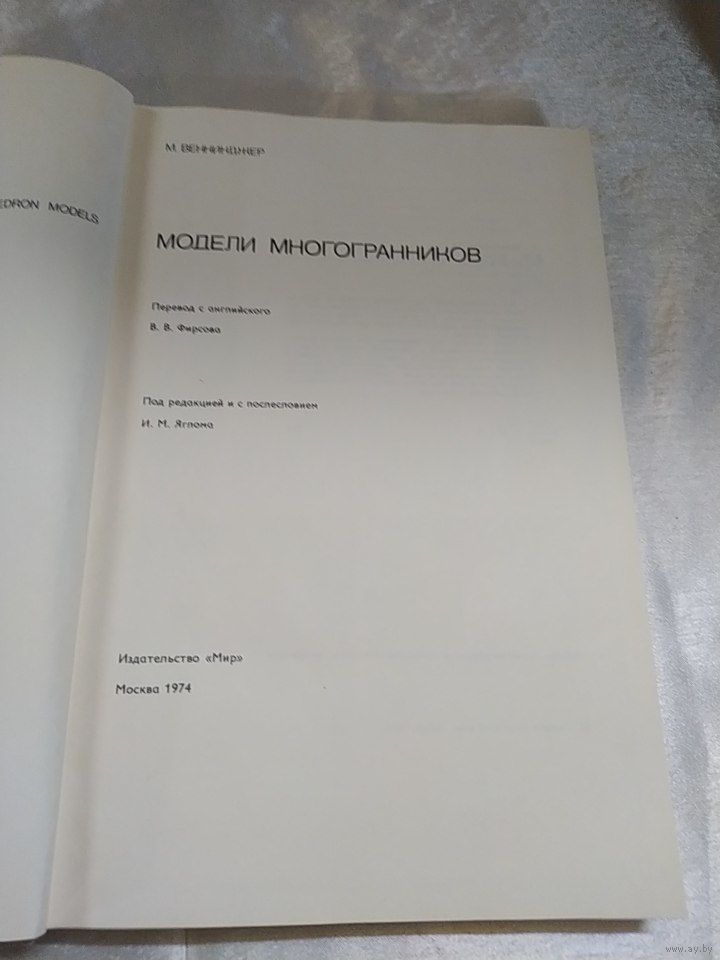 EDRON MODELS
М. ВЕННИНДЖЕР
МОДЕЛИ МНОГОГРАННИКОВ
Перевод с английского
В. В. Фирсова
Под редакцией и с послесловием
И. М. Яглома
Издательство «Мир»
Москва 1974
www.ay.by